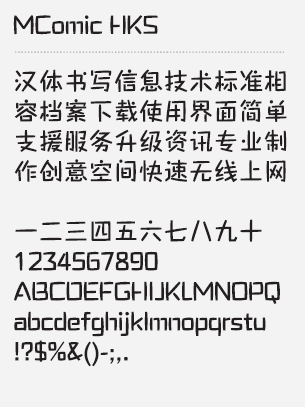 MComic HKS
汉体书写信息技术标准相
容档案下载使用界面简单
支援服务升级资讯专业制
作创意空间快速无线上网
一二三四五六七八九十
1234567890
ABCDEFGHIJKLMNOPQ
abcdefghijklmnopqrstu
!?$%&()-;,.